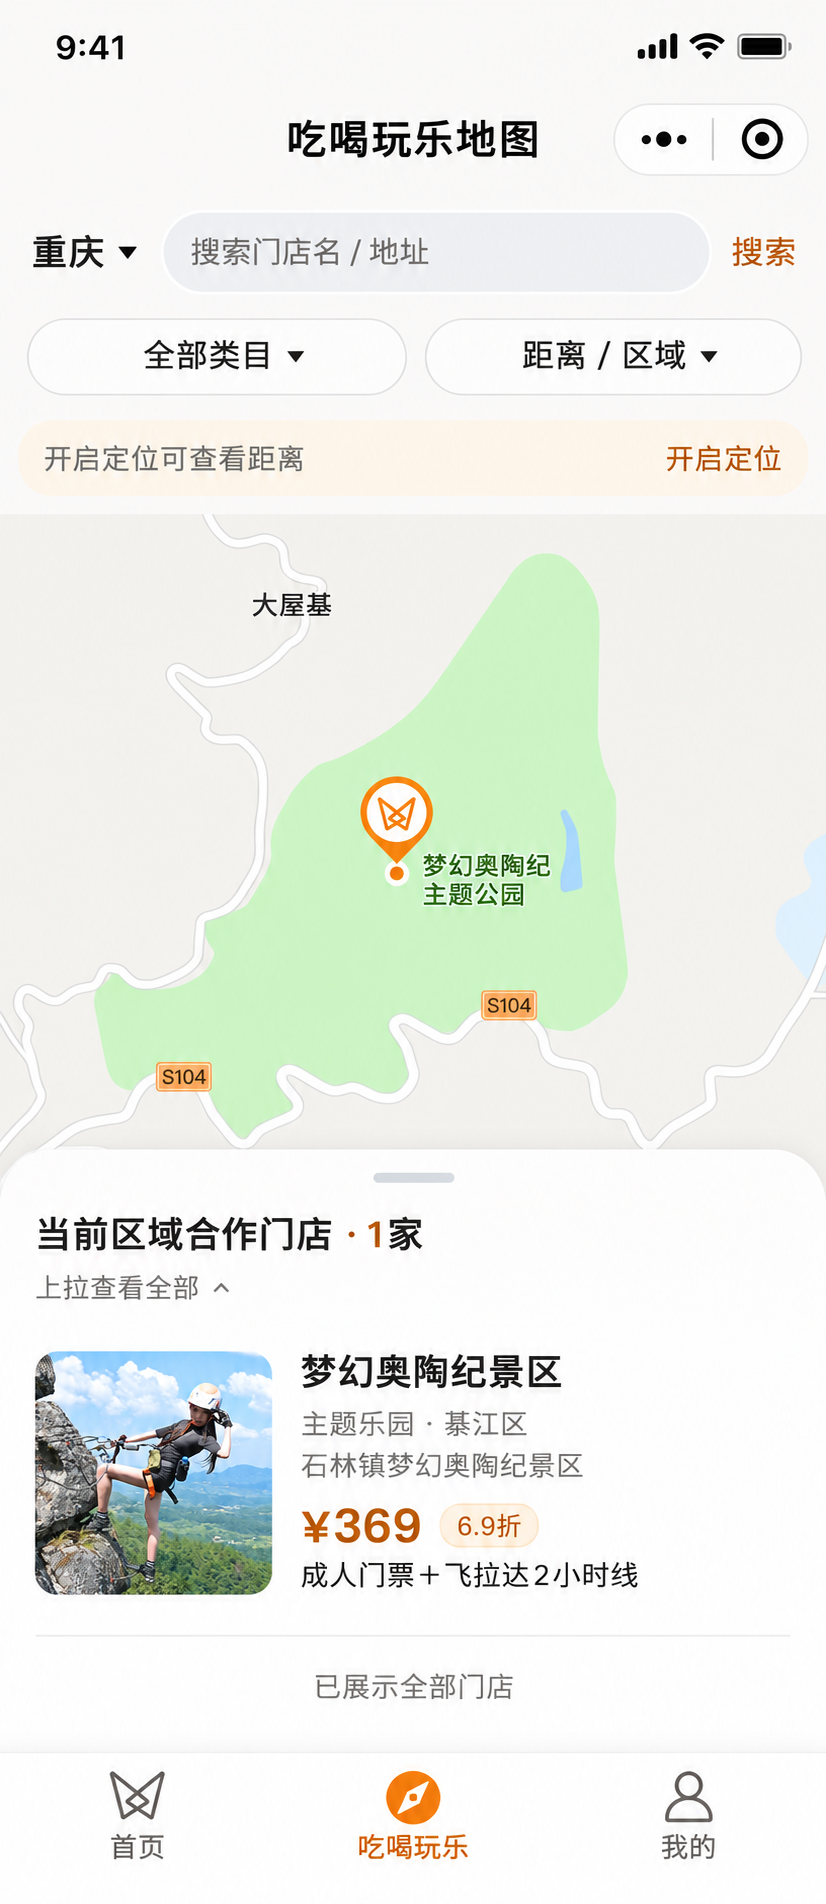 9:41
吃喝玩乐地图
重庆
搜索门店名 / 地址
搜索
全部类目
距离 / 区域
开启定位可查看距离
开启定位
大屋基
梦幻奥陶纪
主题公园
S104
S104
当前区域合作门店 · 1家
上拉查看全部
梦幻奥陶纪景区
主题乐园 · 綦江区
石林镇梦幻奥陶纪景区
¥369
6.9折
成人门票+飞拉达2小时线
已展示全部门店
首页
吃喝玩乐
我的